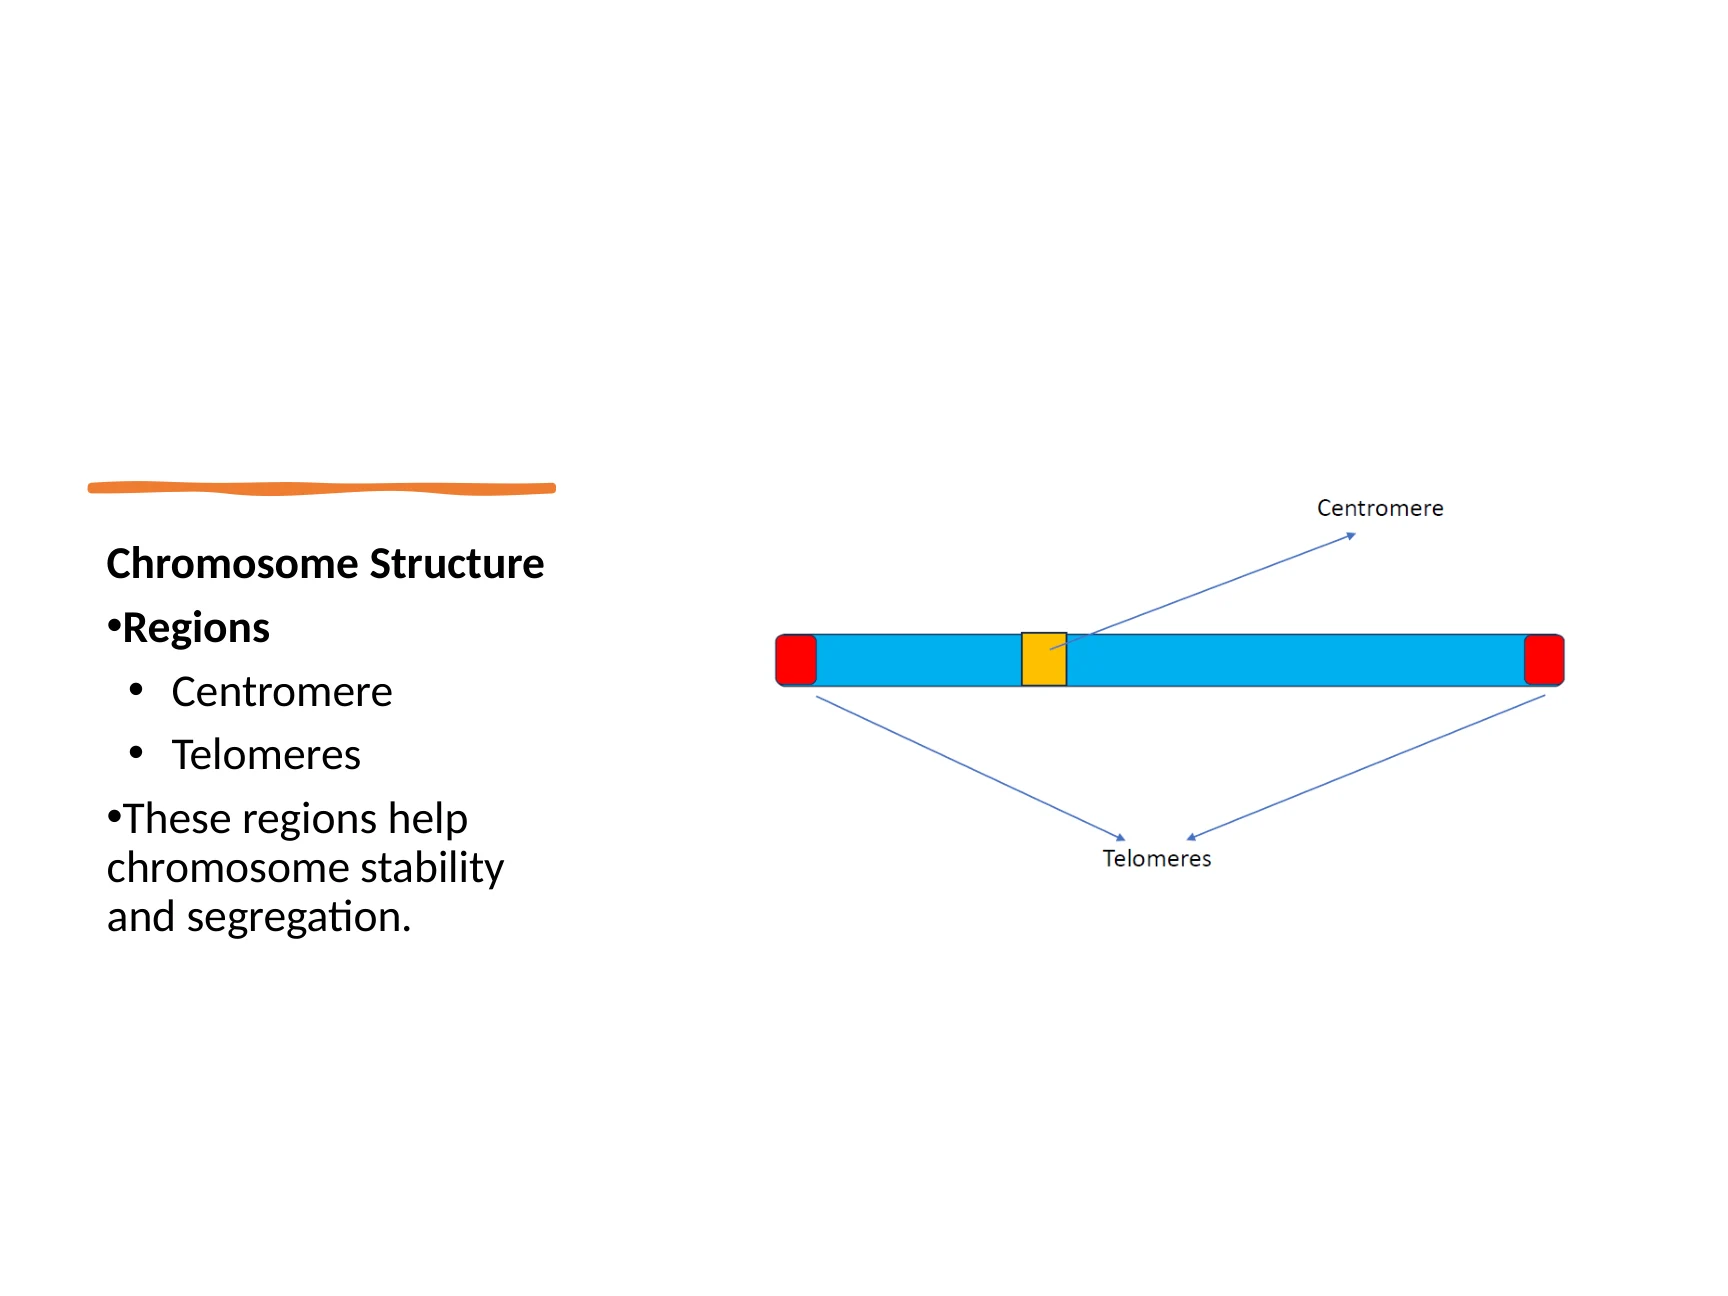 Chromosome Structure
•Regions
• Centromere
• Telomeres
•These regions help
chromosome stability
and segregation.
Centromere
Telomeres